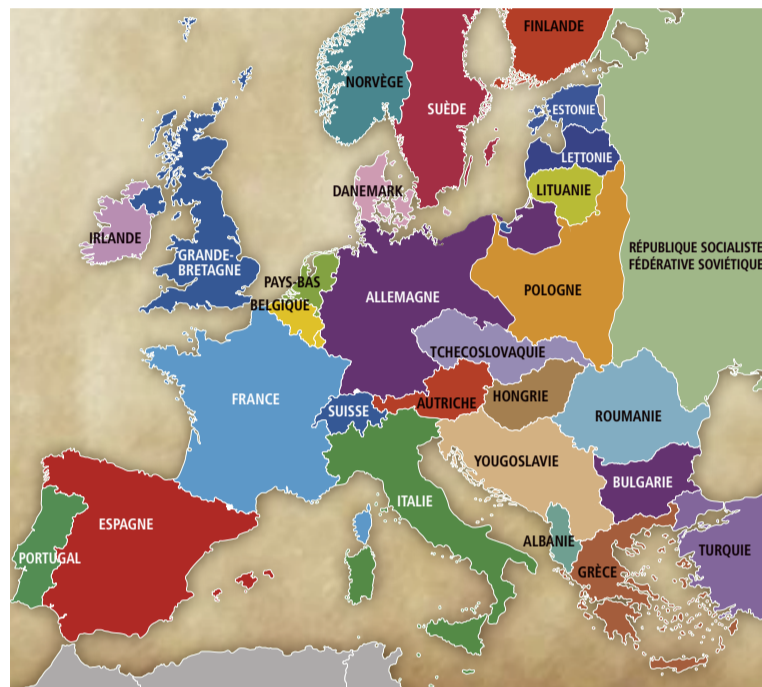 FINLANDE
NORVÈGE
SUÈDE
ESTONIE
LETTONIE
DANEMARK
LITUANIE
IRLANDE
GRANDE-
BRETAGNE
RÉPUBLIQUE SOCIALISTE
FÉDÉRATIVE SOVIÉTIQUE
PAYS-BAS
ALLEMAGNE
POLOGNE
BELGIQUE
TCHECOSLOVAQUIE
FRANCE
SUISSE
AUTRICHE
HONGRIE
ROUMANIE
YOUGOSLAVIE
BULGARIE
ITALIE
ESPAGNE
ALBANIE
TURQUIE
PORTUGAL
GRÈCE